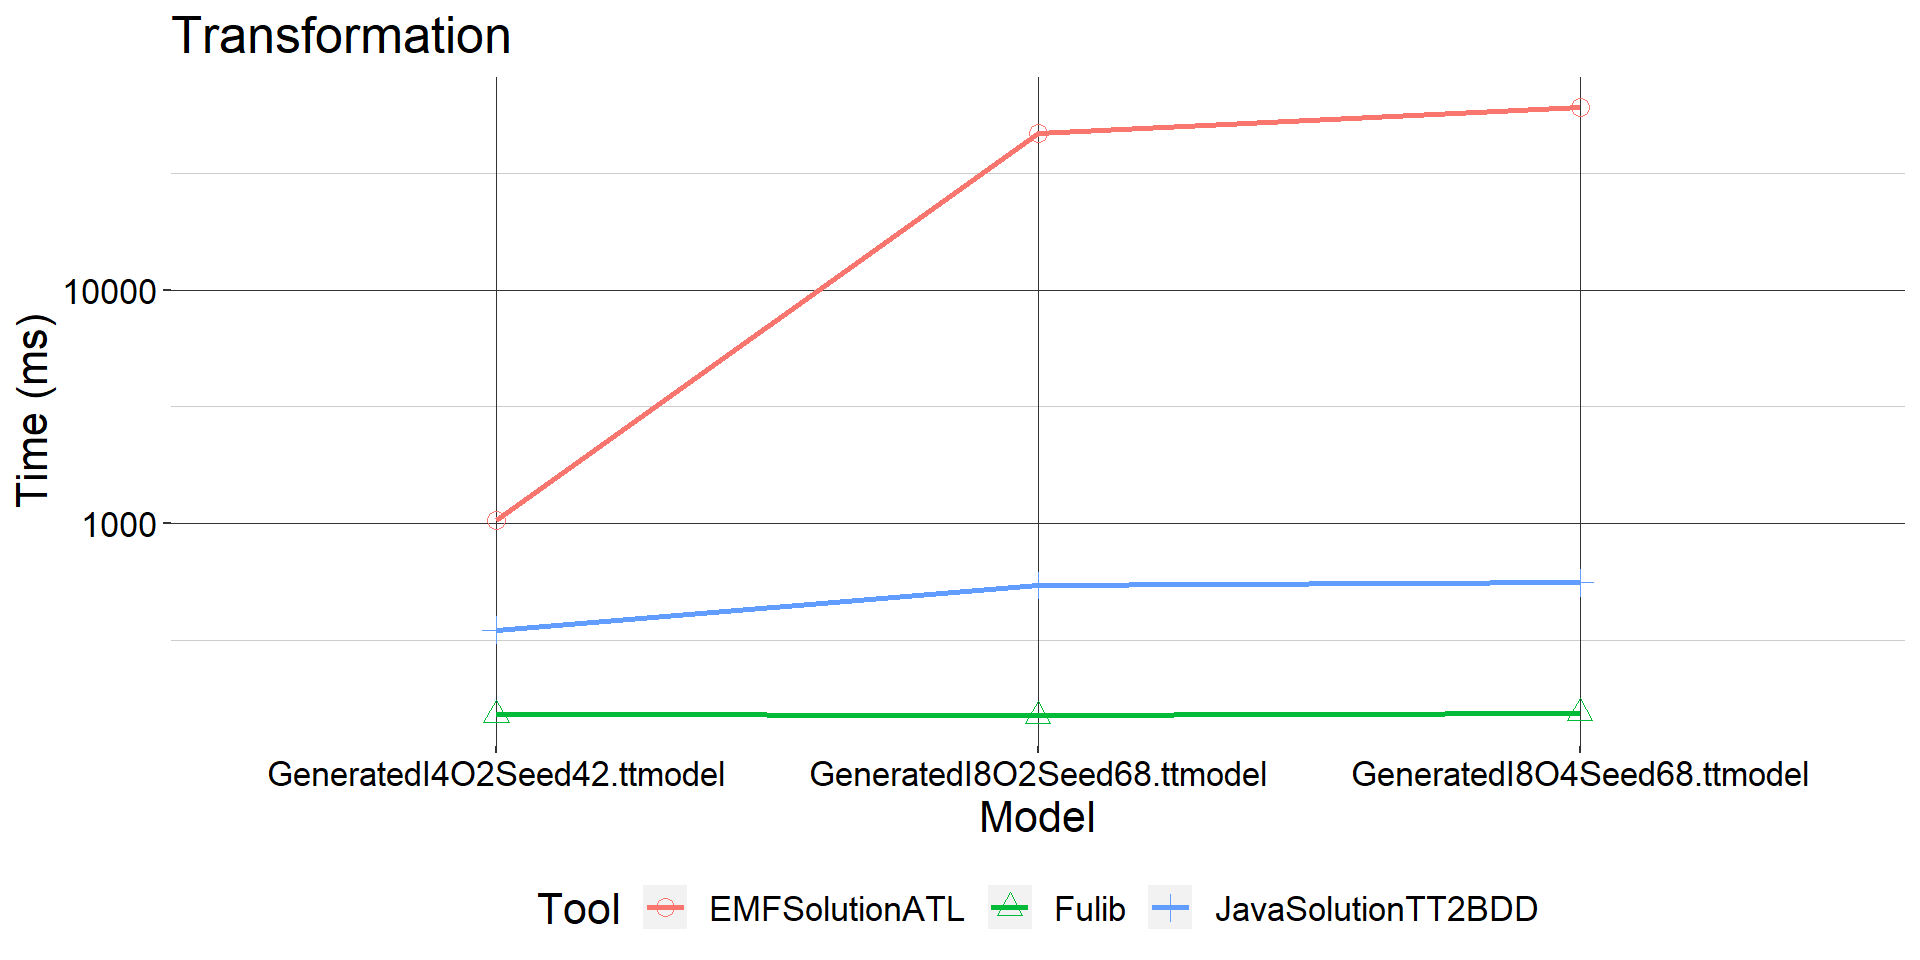 Transformation
10000
1000
Time (ms)
GeneratedI4O2Seed42.ttmodel
GeneratedI8O2Seed68.ttmodel
GeneratedI8O4Seed68.ttmodel
Model
Tool
EMFSolutionATL
Fulib
JavaSolutionTT2BDD